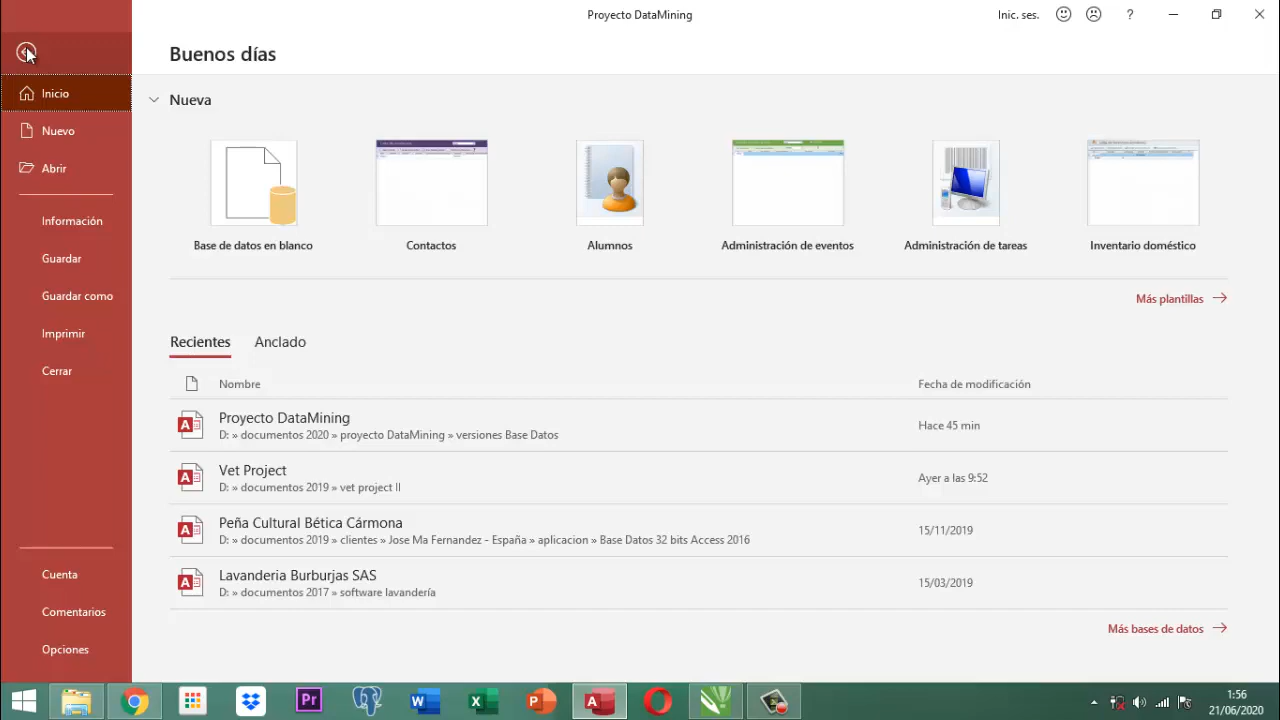 Proyecto DataMining
Inic. ses.
?
Buenos días
Inicio
Nuevo
Abrir
Información
Guardar
Guardar como
Imprimir
Cerrar
Cuenta
Comentarios
Opciones
Nueva
Base de datos en blanco
Contactos
Alumnos
Administración de eventos
Administración de tareas
Inventario doméstico
Más plantillas
Recientes
Anclado
Nombre
Fecha de modificación
Proyecto DataMining
D: » documentos 2020 » proyecto DataMining » versiones Base Datos
Hace 45 min
Vet Project
D: » documentos 2019 » vet project II
Ayer a las 9:52
Peña Cultural Bética Cármona
D: » documentos 2019 » clientes » Jose Ma Fernandez - España » aplicacion » Base Datos 32 bits Access 2016
15/11/2019
Lavanderia Burburjas SAS
D: » documentos 2017 » software lavandería
15/03/2019
Más bases de datos
Pr
1:56
21/06/2020